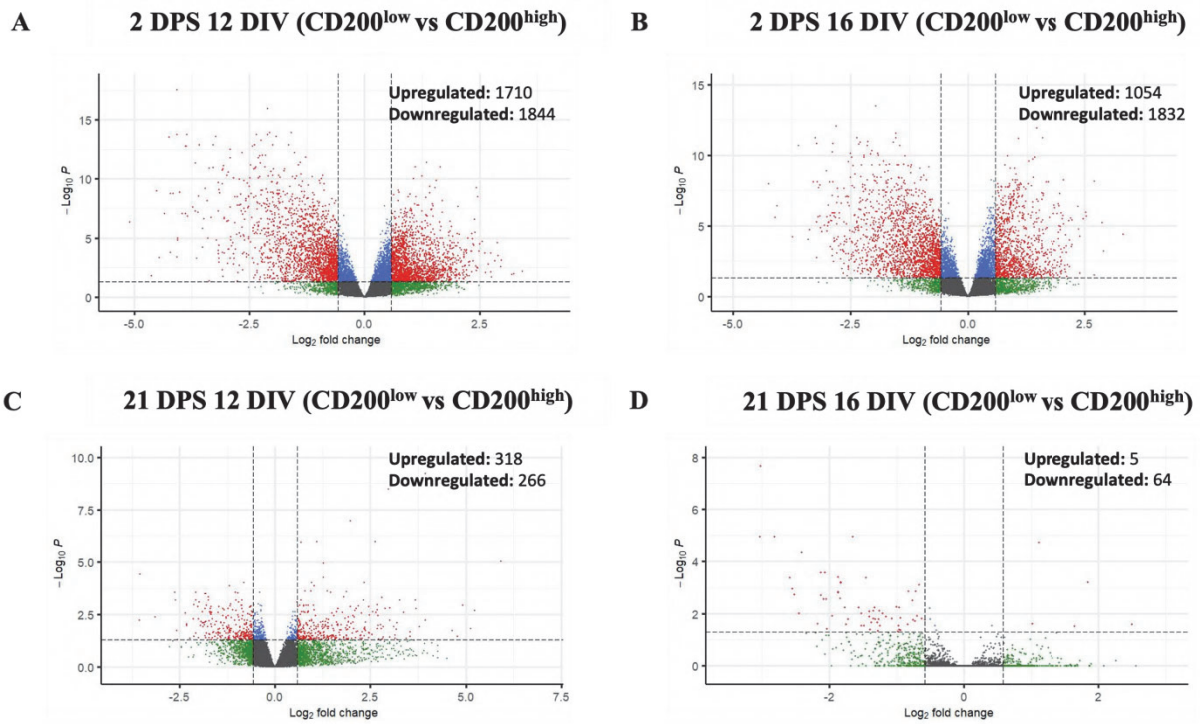 A 2 DPS 12 DIV (CD200low vs CD200high)
Upregulated: 1710
Downregulated: 1844
15
10
5
0
-5.0 -2.5 0.0 2.5
− Log10 P
Log2 fold change
B 2 DPS 16 DIV (CD200low vs CD200high)
Upregulated: 1054
Downregulated: 1832
15
10
5
0
-5.0 -2.5 0.0 2.5
− Log10 P
Log2 fold change
C 21 DPS 12 DIV (CD200low vs CD200high)
Upregulated: 318
Downregulated: 266
10.0
7.5
5.0
2.5
0.0
-2.5 0.0 2.5 5.0 7.5
− Log10 P
Log2 fold change
D 21 DPS 16 DIV (CD200low vs CD200high)
Upregulated: 5
Downregulated: 64
8
6
4
2
0
-2 0 2
− Log10 P
Log2 fold change